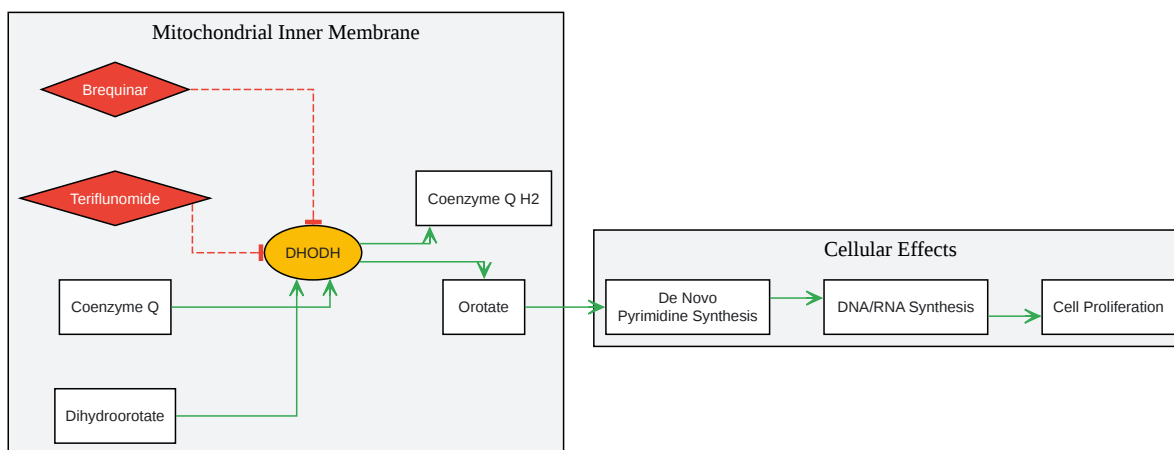 Mitochondrial Inner Membrane
Brequinar
Teriflunomide
Coenzyme Q H2
DHODH
Coenzyme Q
Orotate
Dihydroorotate
Cellular Effects
De Novo
Pyrimidine Synthesis
DNA/RNA Synthesis
Cell Proliferation